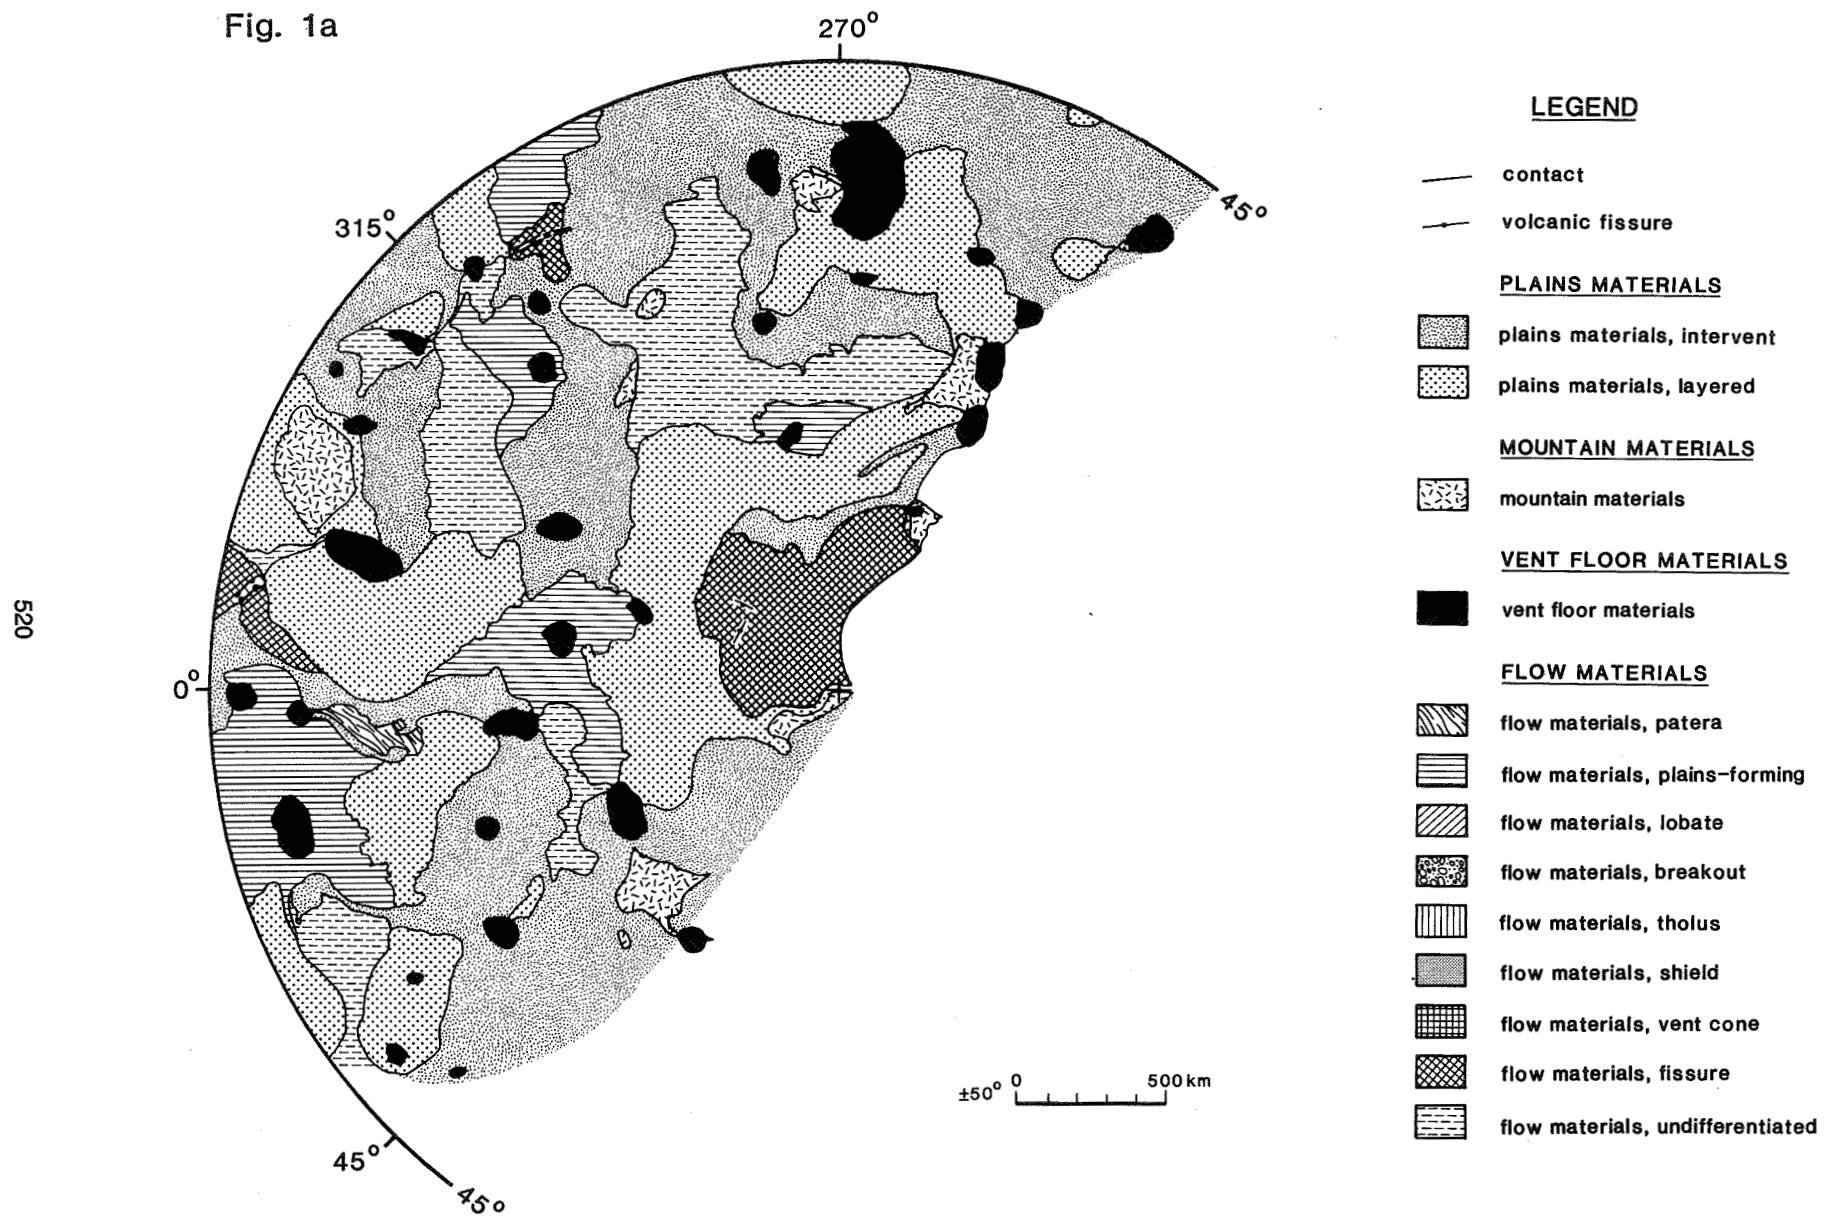 Fig. 1a
270°
315°
45°
0°
45°
45°
±50°
0
500 km
520
LEGEND
contact
volcanic fissure
PLAINS MATERIALS
plains materials, intervent
plains materials, layered
MOUNTAIN MATERIALS
mountain materials
VENT FLOOR MATERIALS
vent floor materials
FLOW MATERIALS
flow materials, patera
flow materials, plains-forming
flow materials, lobate
flow materials, breakout
flow materials, tholus
flow materials, shield
flow materials, vent cone
flow materials, fissure
flow materials, undifferentiated